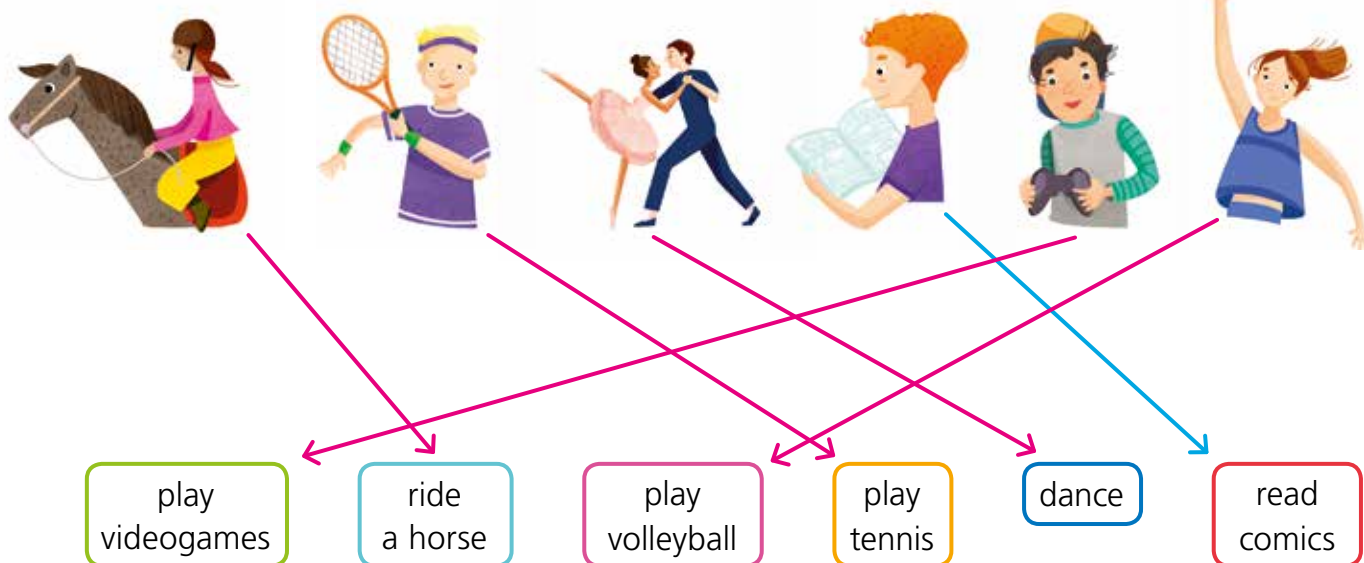 play
videogames
ride
a horse
play
volleyball
play
tennis
dance
read
comics